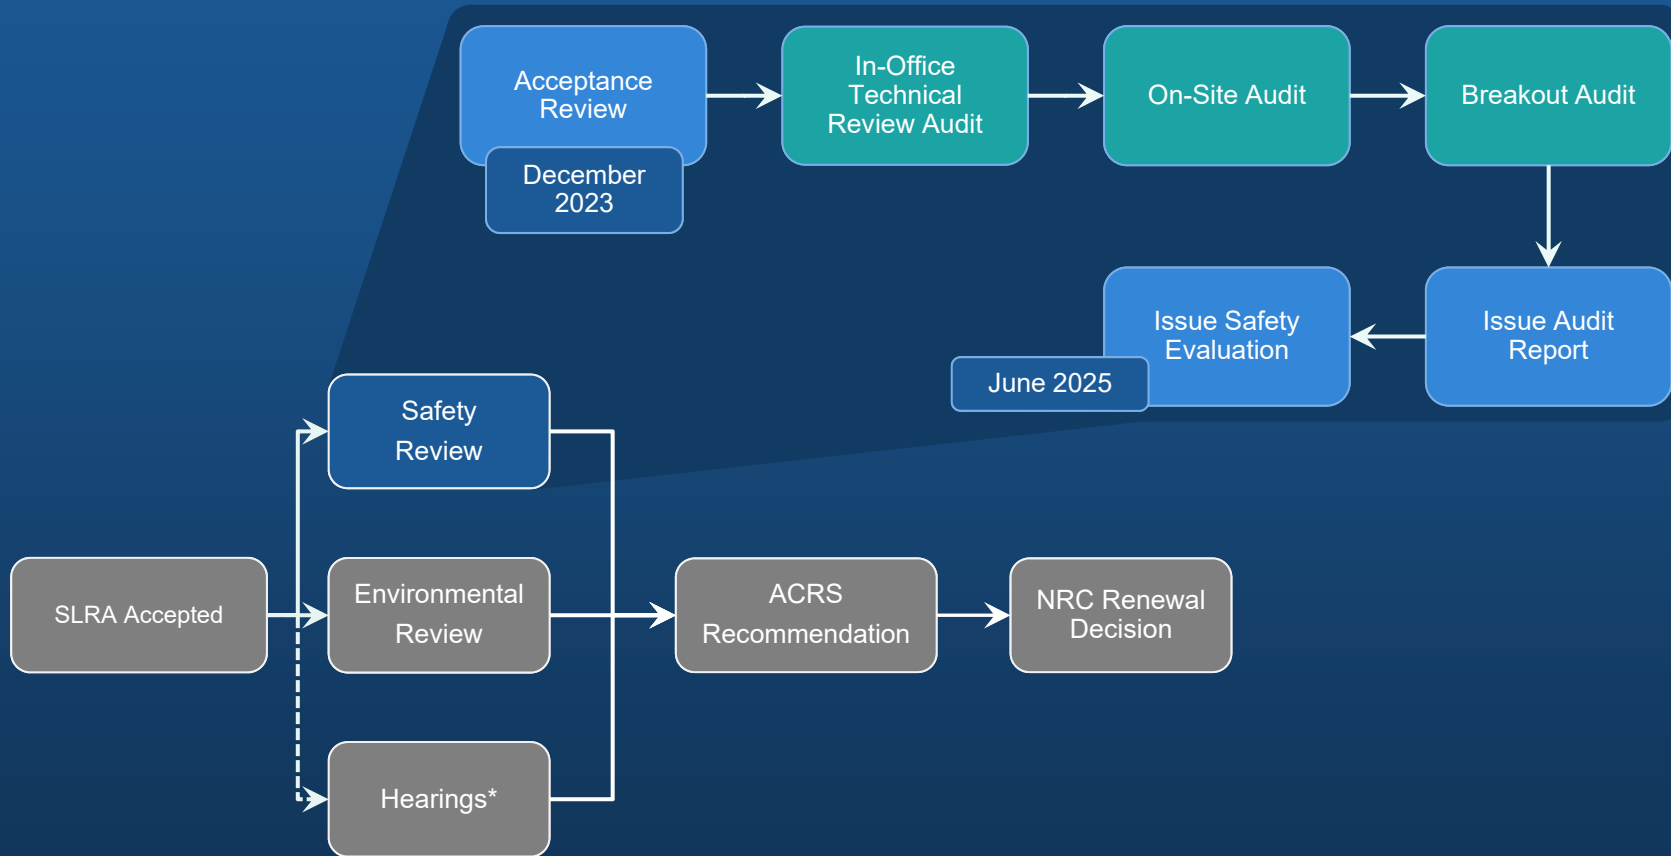 Acceptance
Review
December
2023
In-Office
Technical
Review Audit
On-Site Audit
Breakout Audit
Issue Audit
Report
Issue Safety
Evaluation
June 2025
Safety
Review
SLRA Accepted
Environmental
Review
Hearings*
ACRS
Recommendation
NRC Renewal
Decision